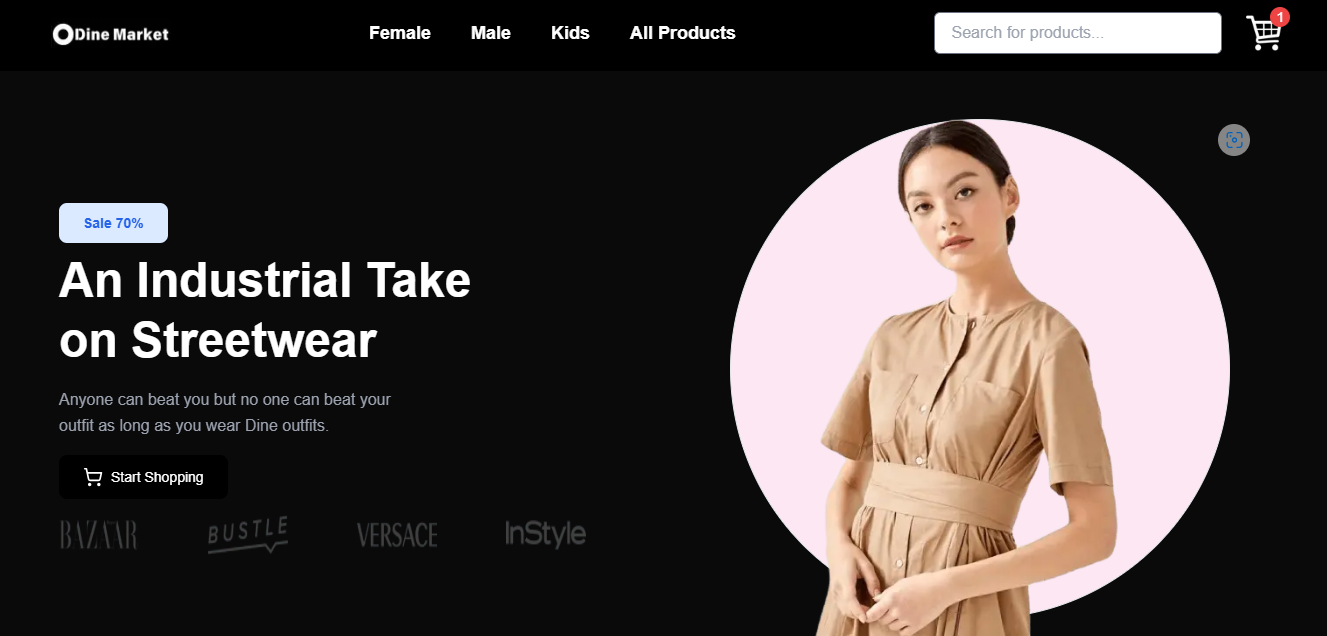 Dine Market
Female
Male
Kids
All Products
Search for products...
1
Sale 70%
An Industrial Take
on Streetwear
Anyone can beat you but no one can beat your
outfit as long as you wear Dine outfits.
Start Shopping
BAZAAR
BUSTLE
VERSACE
InStyle